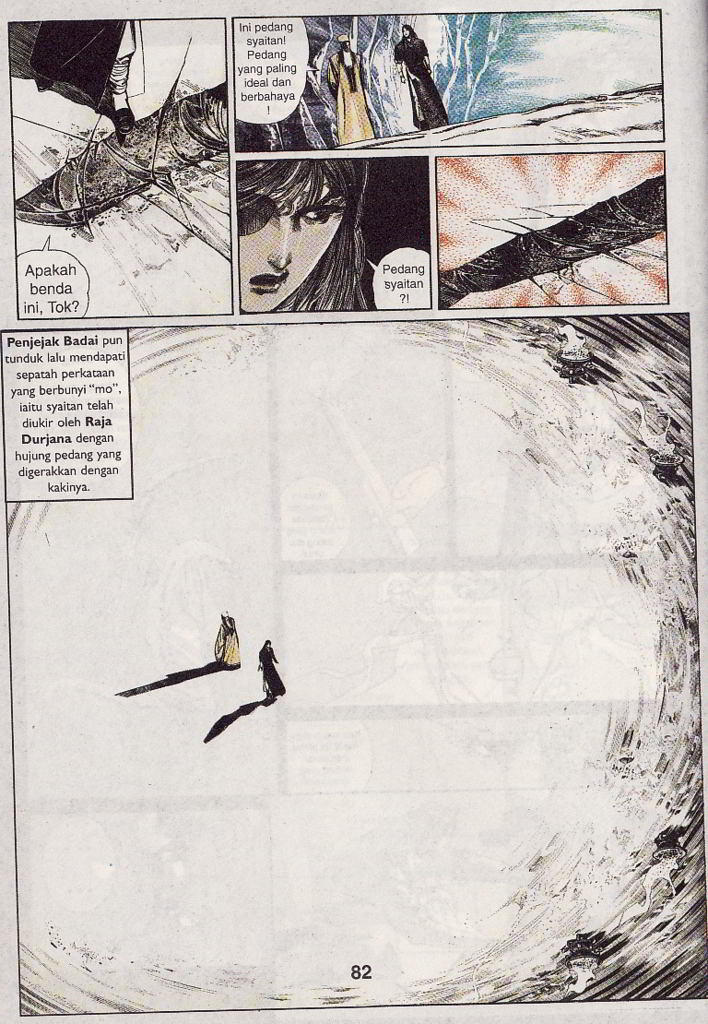 Apakah
benda
ini, Tok?
Ini pedang
syaitan!
Pedang
yang paling
ideal dan
berbahaya
!
Pedang
syaitan
?!
Penjejak Badai pun
tunduk lalu mendapati
sepatah perkataan
yang berbunyi “mo”,
iaitu syaitan telah
diukir oleh Raja
Durjana dengan
hujung pedang yang
digerakkan dengan
kakinya.
82